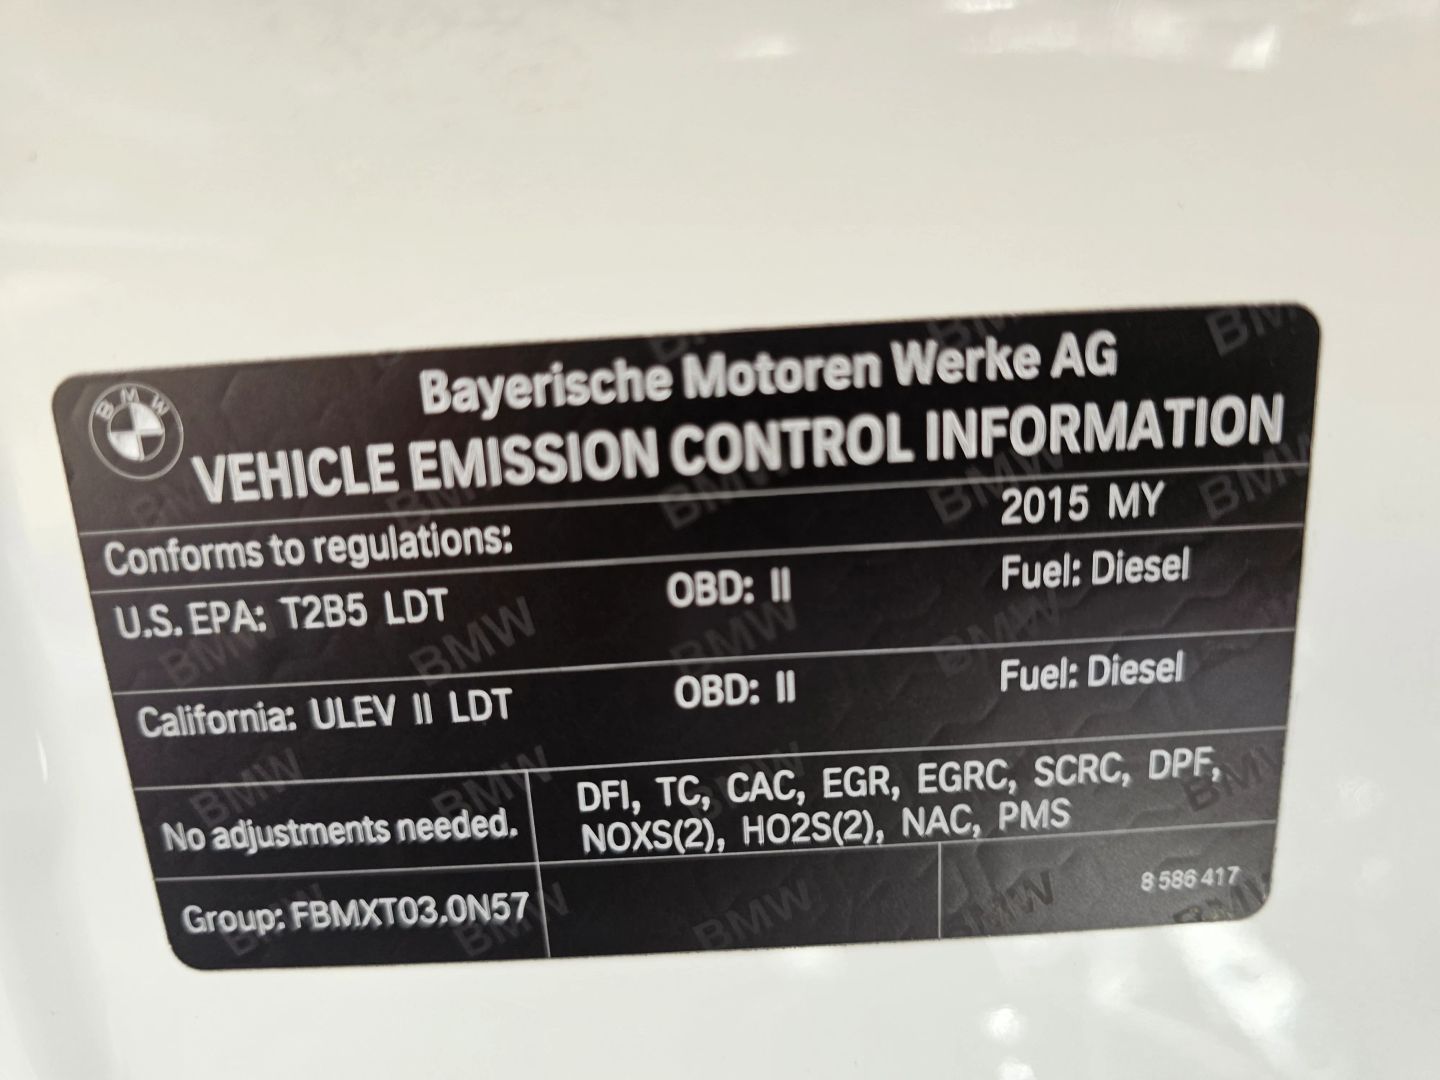 BMW
Bayerische Motoren Werke AG
VEHICLE EMISSION CONTROL INFORMATION
Conforms to regulations:
2015 MY
U.S. EPA: T2B5 LDT
OBD: II
Fuel: Diesel
California: ULEV II LDT
OBD: II
Fuel: Diesel
No adjustments needed.
DFI, TC, CAC, EGR, EGRC, SCRC, DPF,
NOXS(2), HO2S(2), NAC, PMS
Group: FBMXT03.0N57
8 586 417